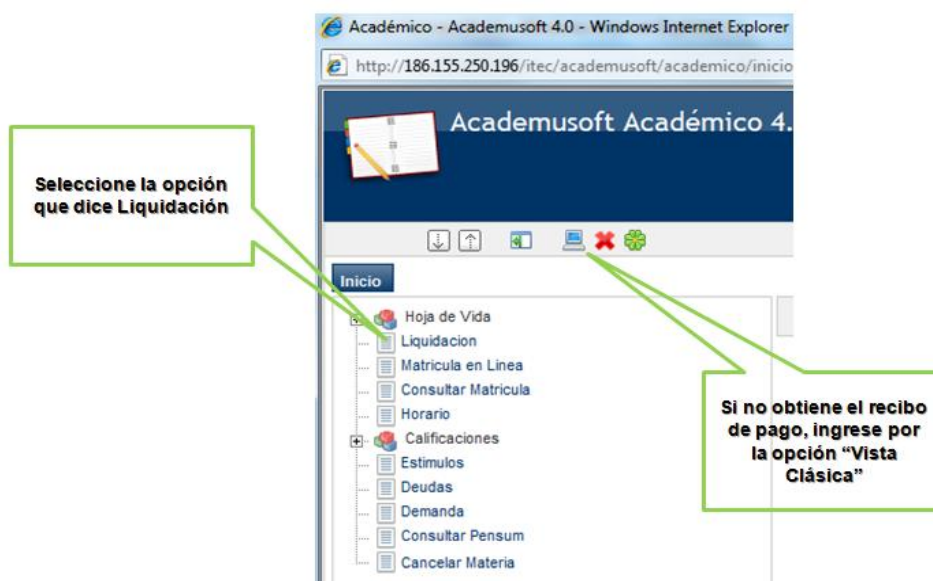 Académico - Academusoft 4.0 - Windows Internet Explorer
http://186.155.250.196/itec/academusoft/academico/inicio
Academusoft Académico 4.
Seleccione la opción
que dice Liquidación
Inicio
Hoja de Vida
Liquidacion
Matricula en Linea
Consultar Matricula
Horario
Calificaciones
Estimulos
Deudas
Demanda
Consultar Pensum
Cancelar Materia
Si no obtiene el recibo
de pago, ingrese por
la opción “Vista
Clásica”